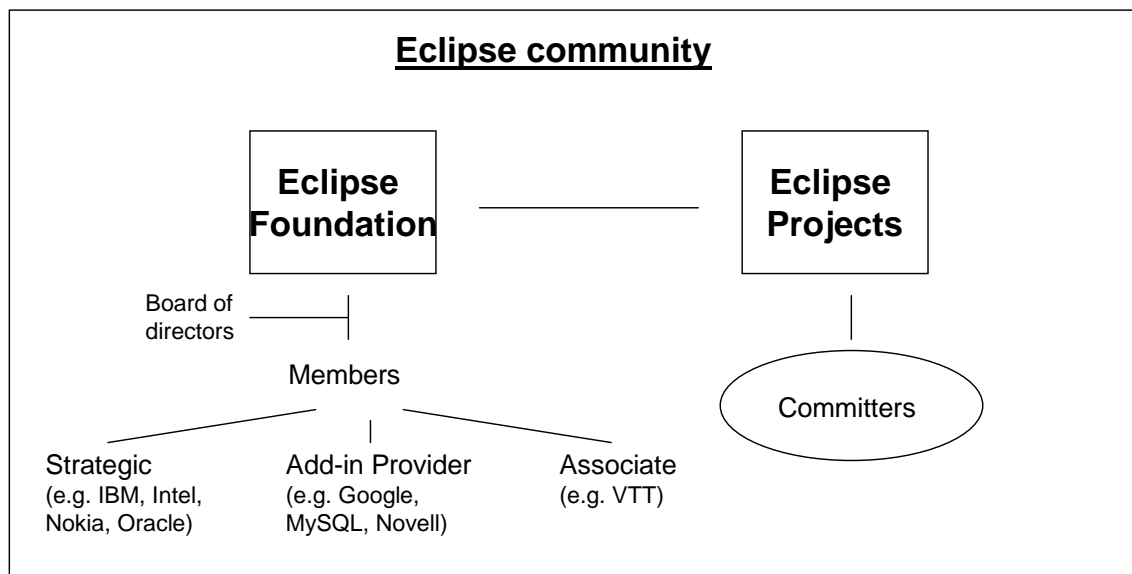 Eclipse community
Eclipse
Foundation
Eclipse
Projects
Board of
directors
Members
Committers
Strategic
(e.g. IBM, Intel,
Nokia, Oracle)
Add-in Provider
(e.g. Google,
MySQL, Novell)
Associate
(e.g. VTT)